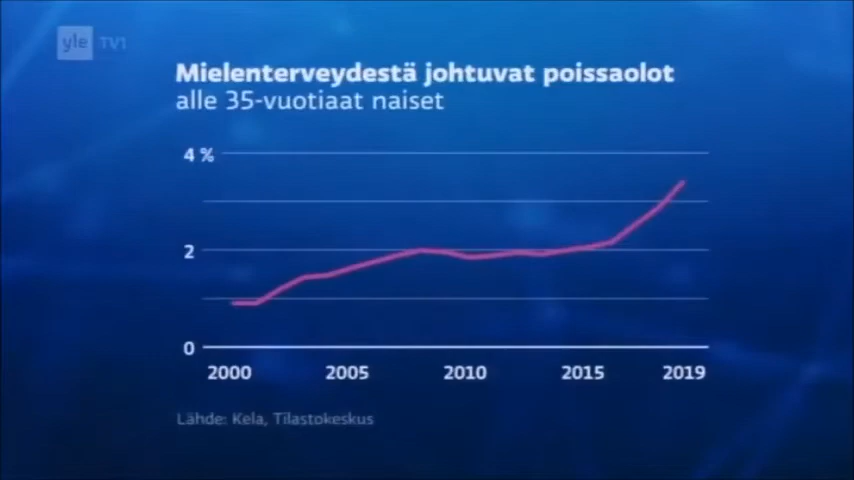 yle TV1
Mielenterveydestä johtuvat poissaolot
alle 35-vuotiaat naiset
4 %
2
0
2000 2005 2010 2015 2019
Lähde: Kela, Tilastokeskus